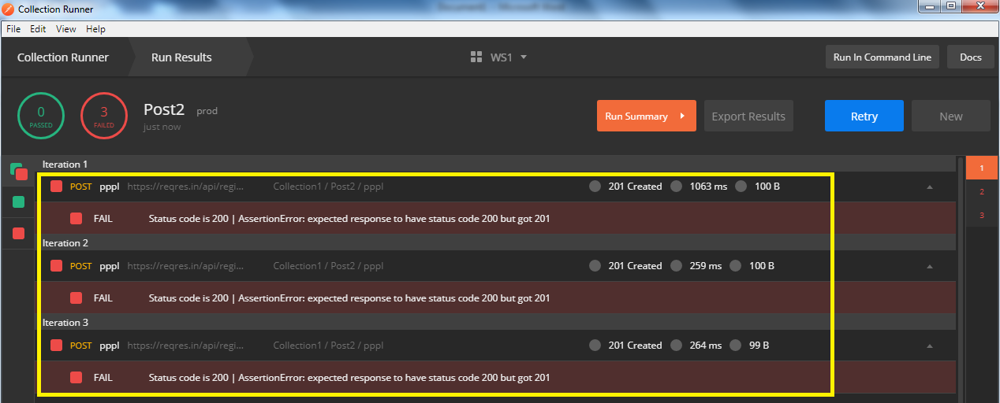 Collection Runner
File Edit View Help
Collection Runner Run Results WS1 Run In Command Line Docs
0 PASSED 3 FAILED Post2 prod Run Summary Export Results Retry New
just now
Iteration 1 1
POST pppl https://reqres.in/api/regi... Collection1 / Post2 / pppl 201 Created 1063 ms 100 B 2
FAIL Status code is 200 | AssertionError: expected response to have status code 200 but got 201 3
Iteration 2
POST pppl https://reqres.in/api/regi... Collection1 / Post2 / pppl 201 Created 259 ms 100 B
FAIL Status code is 200 | AssertionError: expected response to have status code 200 but got 201
Iteration 3
POST pppl https://reqres.in/api/regi... Collection1 / Post2 / pppl 201 Created 264 ms 99 B
FAIL Status code is 200 | AssertionError: expected response to have status code 200 but got 201